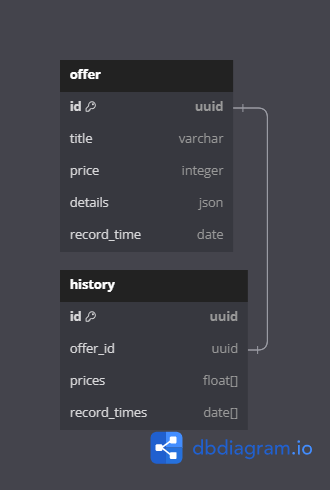 offer
id uuid
title varchar
price integer
details json
record_time date
history
id uuid
offer_id uuid
prices float[]
record_times date[]
dbdiagram.io